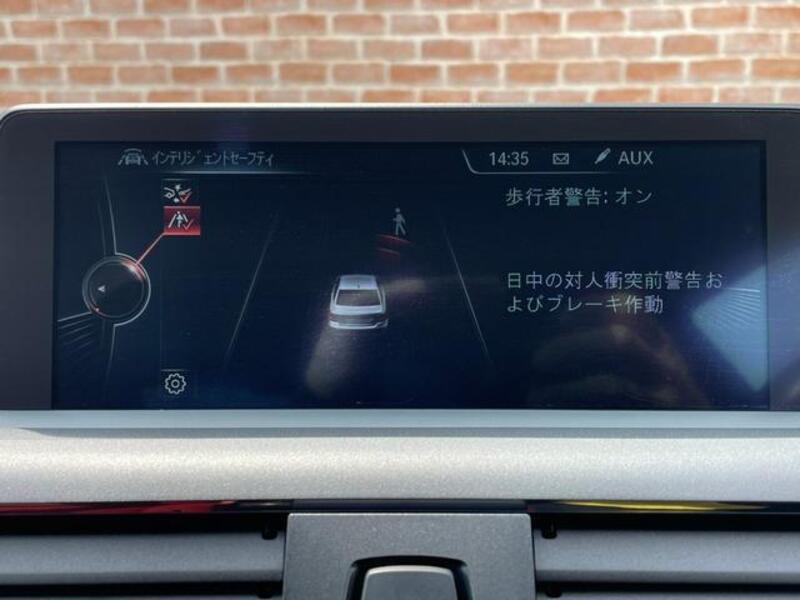 インテリジェントセーフティ
14:35 AUX
歩行者警告: オン
日中の対人衝突前警告お
よびブレーキ作動